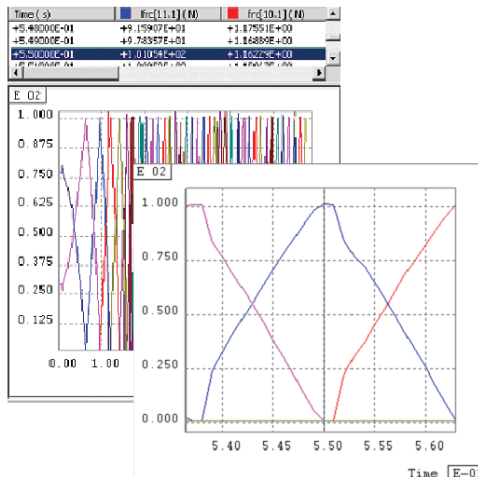 Time (s) Frc[11.1](N) Frc[10.1](N)
+5.48000E-01 +9.15907E+01 +1.17551E+00
+5.49000E-01 +9.78357E+01 +1.16889E+00
+5.50000E-01 +1.01054E+02 +1.16229E+00
E 02
1.000
0.875
0.750
0.625
0.500
0.375
0.250
0.125
0.00 1.00
E 02
1.000
0.750
0.500
0.250
0.000
5.40 5.45 5.50 5.55 5.60
Time E-01